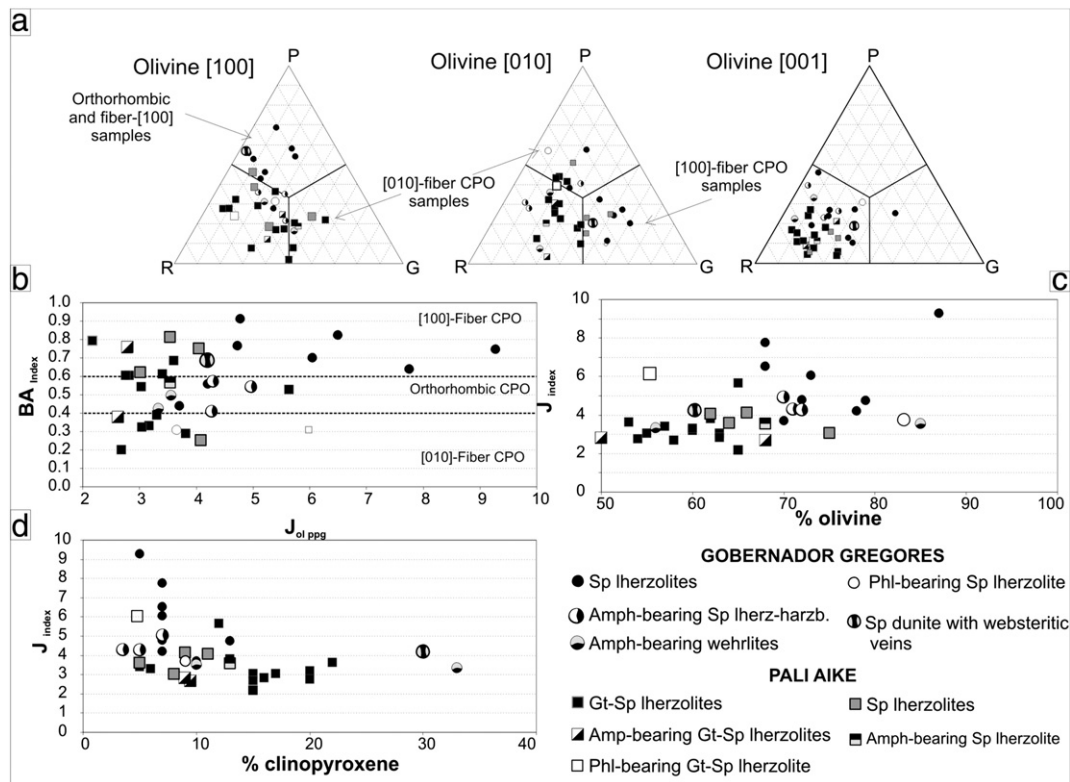 a
Olivine [100]
P
Orthorhombic
and fiber-[100]
samples
R
G
Olivine [010]
P
[010]-fiber CPO
samples
R
G
Olivine [001]
P
[100]-fiber CPO
samples
R
G
b
BA Index
1.0
0.9
0.8
0.7
0.6
0.5
0.4
0.3
0.2
0.1
0.0
[100]-Fiber CPO
Orthorhombic CPO
[010]-Fiber CPO
2 3 4 5 6 7 8 9 10
J ol ppg
c
J index
10
8
6
4
2
0
50 60 70 80 90 100
% olivine
d
J index
10
9
8
7
6
5
4
3
2
1
0
0 10 20 30 40
% clinopyroxene
GOBERNADOR GREGORES
Sp lherzolites
Phl-bearing Sp lherzolite
Amph-bearing Sp lherz-harzb.
Sp dunite with websteritic
veins
Amph-bearing wehrlites
PALI AIKE
Gt-Sp lherzolites
Sp lherzolites
Amp-bearing Gt-Sp lherzolites
Amph-bearing Sp lherzolite
Phl-bearing Gt-Sp lherzolite